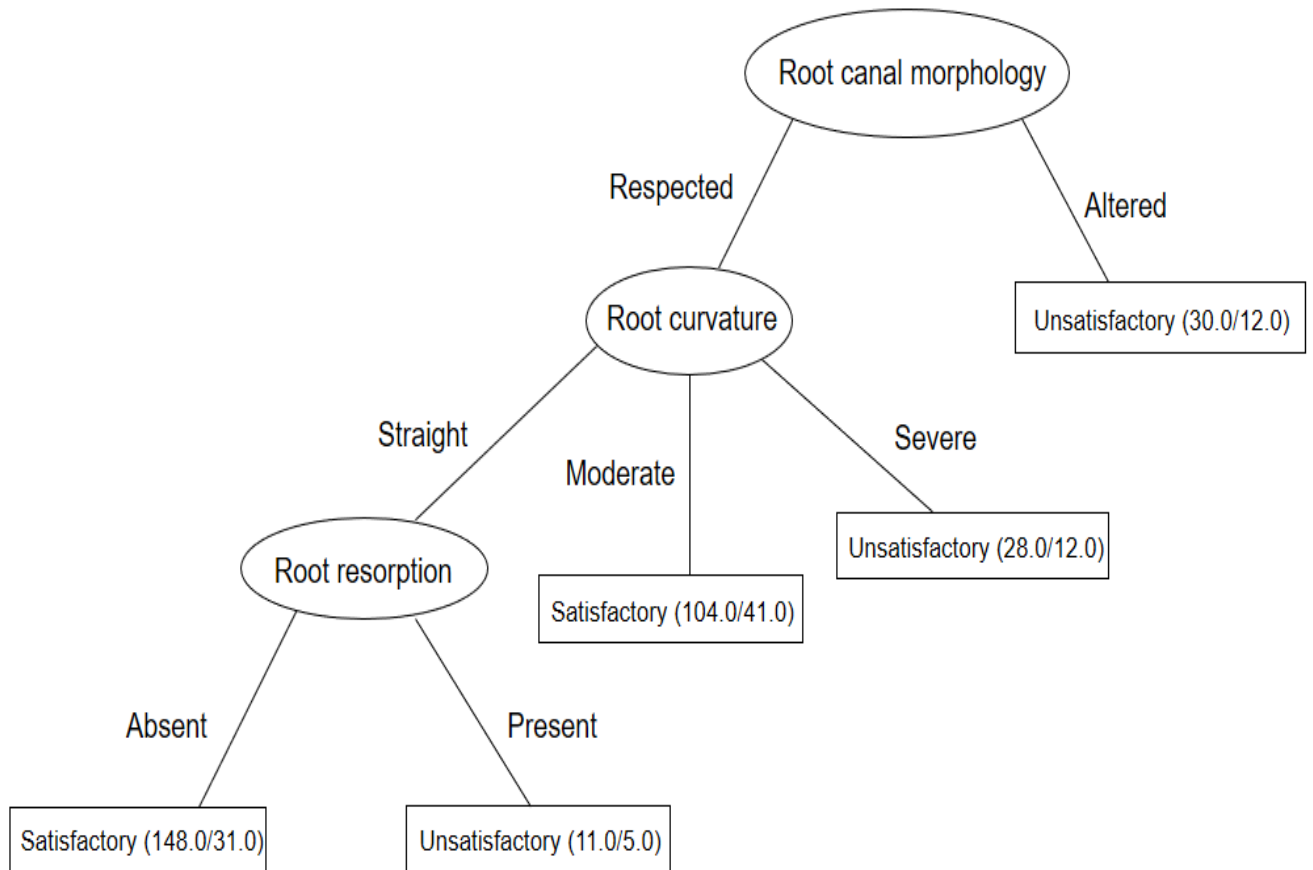 Root canal morphology
Respected
Altered
Unsatisfactory (30.0/12.0)
Root curvature
Straight
Moderate
Severe
Unsatisfactory (28.0/12.0)
Satisfactory (104.0/41.0)
Root resorption
Absent
Present
Satisfactory (148.0/31.0)
Unsatisfactory (11.0/5.0)